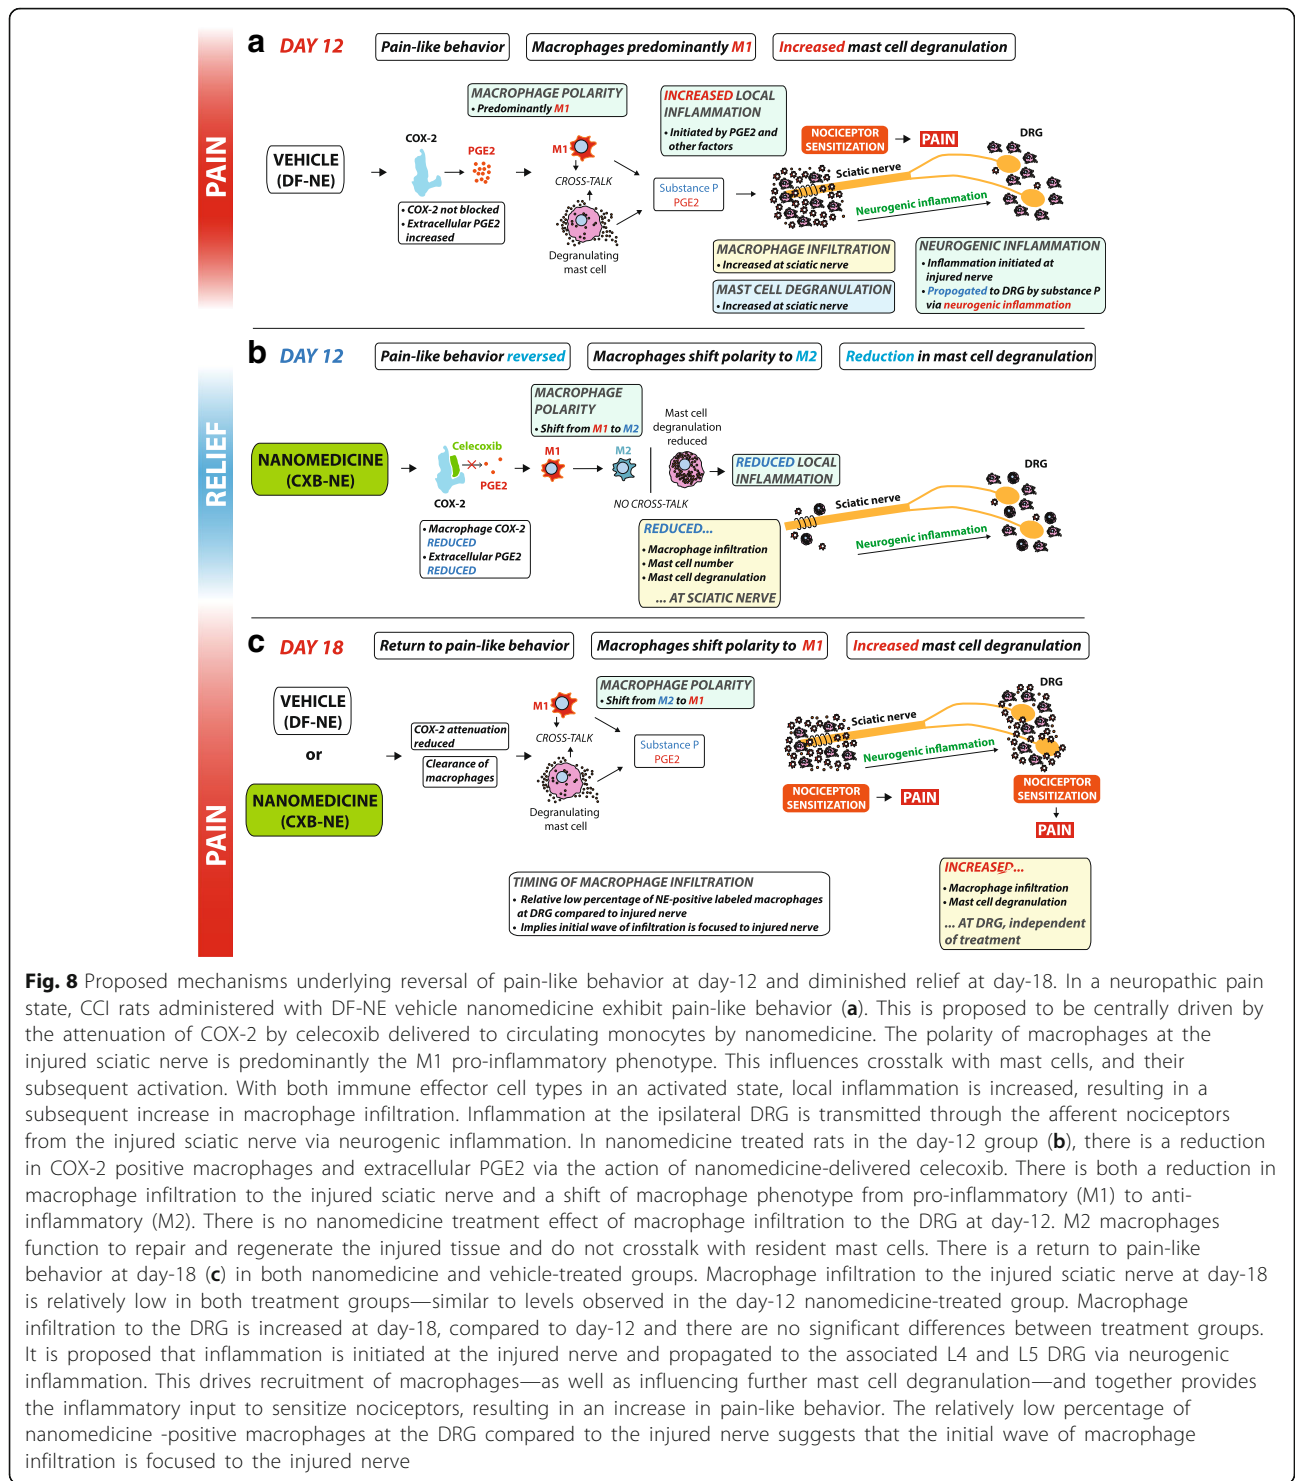 PAIN
a DAY 12
Pain-like behavior
Macrophages predominantly M1
Increased mast cell degranulation
MACROPHAGE POLARITY
• Predominantly M1
INCREASED LOCAL
INFLAMMATION
• Initiated by PGE2 and
other factors
VEHICLE
(DF-NE)
COX-2
PGE2
• COX-2 not blocked
• Extracellular PGE2
increased
M1
CROSS-TALK
Degranulating
mast cell
Substance P
PGE2
NOCICEPTOR
SENSITIZATION
PAIN
DRG
Sciatic nerve
Neurogenic inflammation
MACROPHAGE INFILTRATION
• Increased at sciatic nerve
MAST CELL DEGRANULATION
• Increased at sciatic nerve
NEUROGENIC INFLAMMATION
• Inflammation initiated at
injured nerve
• Propogated to DRG by substance P
via neurogenic inflammation
RELIEF
b DAY 12
Pain-like behavior reversed
Macrophages shift polarity to M2
Reduction in mast cell degranulation
MACROPHAGE
POLARITY
• Shift from M1 to M2
Mast cell
degranulation
reduced
NANOMEDICINE
(CXB-NE)
Celecoxib
PGE2
COX-2
M1
M2
NO CROSS-TALK
REDUCED LOCAL
INFLAMMATION
• Macrophage COX-2
REDUCED
• Extracellular PGE2
REDUCED
REDUCED...
• Macrophage infiltration
• Mast cell number
• Mast cell degranulation
... AT SCIATIC NERVE
Sciatic nerve
Neurogenic inflammation
DRG
PAIN
c DAY 18
Return to pain-like behavior
Macrophages shift polarity to M1
Increased mast cell degranulation
VEHICLE
(DF-NE)
or
NANOMEDICINE
(CXB-NE)
COX-2 attenuation
reduced
Clearance of
macrophages
M1
CROSS-TALK
Degranulating
mast cell
MACROPHAGE POLARITY
• Shift from M2 to M1
Substance P
PGE2
Sciatic nerve
Neurogenic inflammation
DRG
NOCICEPTOR
SENSITIZATION
PAIN
NOCICEPTOR
SENSITIZATION
PAIN
TIMING OF MACROPHAGE INFILTRATION
• Relative low percentage of NE-positive labeled macrophages
at DRG compared to injured nerve
• Implies initial wave of infiltration is focused to injured nerve
INCREASED...
• Macrophage infiltration
• Mast cell degranulation
... AT DRG, independent
of treatment
Fig. 8 Proposed mechanisms underlying reversal of pain-like behavior at day-12 and diminished relief at day-18. In a neuropathic pain
state, CCI rats administered with DF-NE vehicle nanomedicine exhibit pain-like behavior (a). This is proposed to be centrally driven by
the attenuation of COX-2 by celecoxib delivered to circulating monocytes by nanomedicine. The polarity of macrophages at the
injured sciatic nerve is predominantly the M1 pro-inflammatory phenotype. This influences crosstalk with mast cells, and their
subsequent activation. With both immune effector cell types in an activated state, local inflammation is increased, resulting in a
subsequent increase in macrophage infiltration. Inflammation at the ipsilateral DRG is transmitted through the afferent nociceptors
from the injured sciatic nerve via neurogenic inflammation. In nanomedicine treated rats in the day-12 group (b), there is a reduction
in COX-2 positive macrophages and extracellular PGE2 via the action of nanomedicine-delivered celecoxib. There is both a reduction in
macrophage infiltration to the injured sciatic nerve and a shift of macrophage phenotype from pro-inflammatory (M1) to anti-
inflammatory (M2). There is no nanomedicine treatment effect of macrophage infiltration to the DRG at day-12. M2 macrophages
function to repair and regenerate the injured tissue and do not crosstalk with resident mast cells. There is a return to pain-like
behavior at day-18 (c) in both nanomedicine and vehicle-treated groups. Macrophage infiltration to the injured sciatic nerve at day-18
is relatively low in both treatment groups—similar to levels observed in the day-12 nanomedicine-treated group. Macrophage
infiltration to the DRG is increased at day-18, compared to day-12 and there are no significant differences between treatment groups.
It is proposed that inflammation is initiated at the injured nerve and propagated to the associated L4 and L5 DRG via neurogenic
inflammation. This drives recruitment of macrophages—as well as influencing further mast cell degranulation—and together provides
the inflammatory input to sensitize nociceptors, resulting in an increase in pain-like behavior. The relatively low percentage of
nanomedicine -positive macrophages at the DRG compared to the injured nerve suggests that the initial wave of macrophage
infiltration is focused to the injured nerve